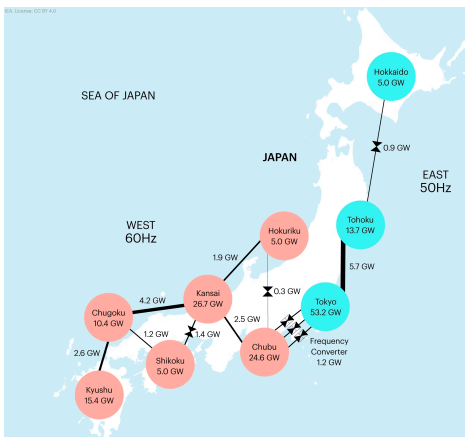 IEA. License: CC BY 4.0
Hokkaido
5.0 GW
SEA OF JAPAN
0.9 GW
JAPAN
EAST
50Hz
Tohoku
13.7 GW
WEST
60Hz
Hokuriku
5.0 GW
1.9 GW
5.7 GW
Kansai
26.7 GW
0.3 GW
4.2 GW
Tokyo
53.2 GW
Chugoku
10.4 GW
2.5 GW
1.2 GW
1.4 GW
Frequency
Converter
1.2 GW
Chubu
24.6 GW
2.6 GW
Shikoku
5.0 GW
Kyushu
15.4 GW